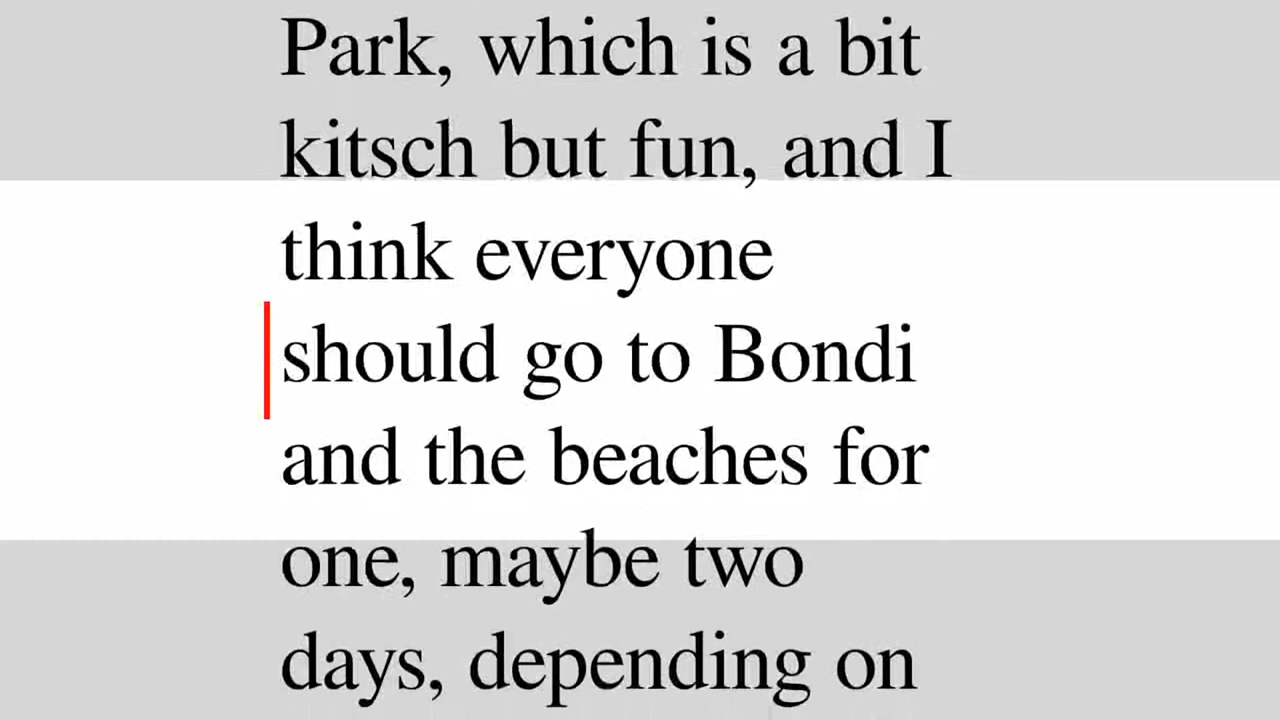 Park, which is a bit
kitsch but fun, and I
think everyone
should go to Bondi
and the beaches for
one, maybe two
days, depending on